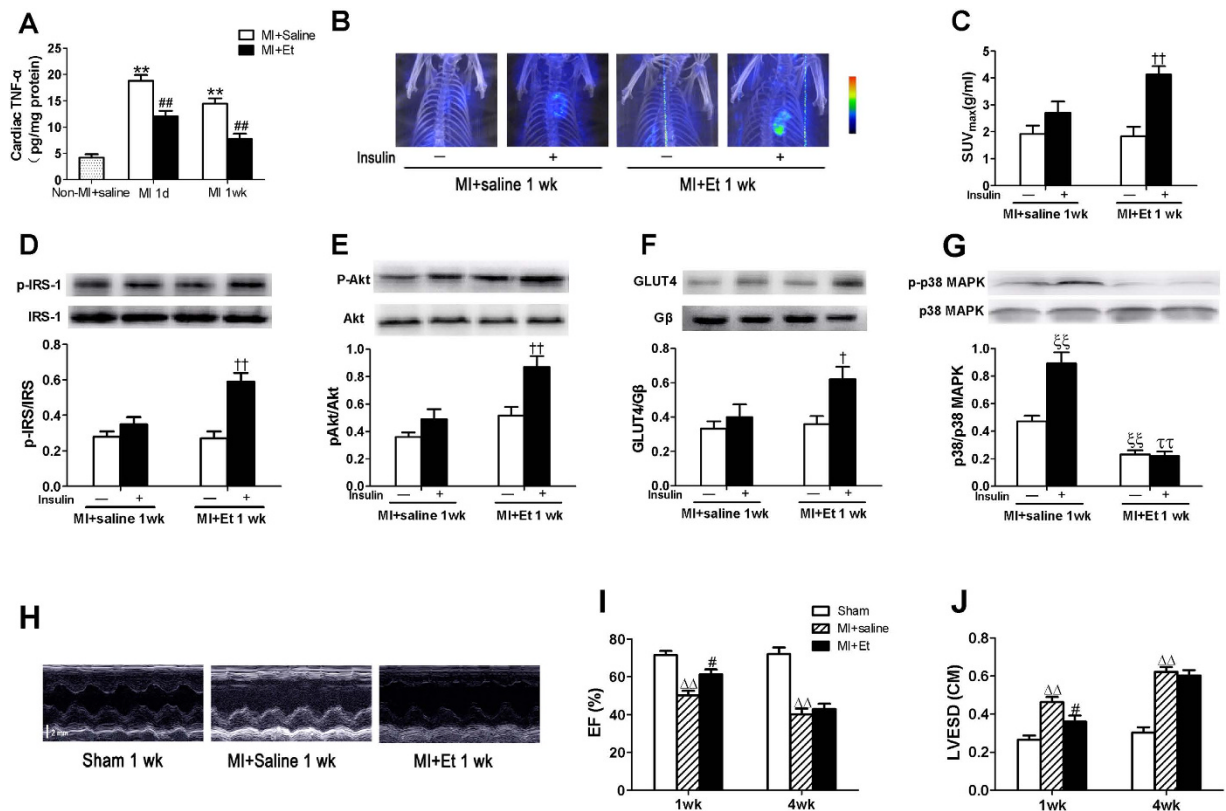 A
Cardiac TNF-α
( pg/mg protein)
25
20
15
10
5
0
MI+Saline
MI+Et
**
##
**
##
Non-MI+saline
MI 1d
MI 1wk
B
Insulin
—
+
—
+
MI+saline 1 wk
MI+Et 1 wk
C
SUVmax(g/ml)
5
4
3
2
1
0
††
Insulin
—
+
—
+
MI+saline 1wk
MI+Et 1 wk
D
p-IRS-1
IRS-1
p-IRS/IRS
0.8
0.6
0.4
0.2
0.0
††
Insulin
—
+
—
+
MI+saline 1wk
MI+Et 1 wk
E
P-Akt
Akt
pAkt/Akt
1.0
0.8
0.6
0.4
0.2
0.0
††
Insulin
—
+
—
+
MI+saline 1wk
MI+Et 1 wk
F
GLUT4
Gβ
GLUT4/Gβ
0.8
0.6
0.4
0.2
0.0
†
Insulin
—
+
—
+
MI+saline 1wk
MI+Et 1 wk
G
p-p38 MAPK
p38 MAPK
p38/p38 MAPK
1.0
0.8
0.6
0.4
0.2
0.0
ξξ
ξξ
ττ
Insulin
—
+
—
+
MI+saline 1wk
MI+Et 1 wk
H
2 mm
Sham 1 wk
MI+Saline 1 wk
MI+Et 1 wk
I
Sham
MI+saline
MI+Et
EF (%)
80
60
40
20
0
ΔΔ
#
ΔΔ
1wk
4wk
J
LVESD (CM)
0.8
0.6
0.4
0.2
0.0
ΔΔ
#
ΔΔ
1wk
4wk